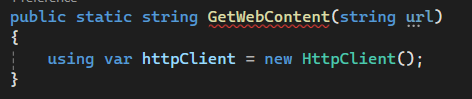 public static string GetWebContent(string url)
{
using var httpClient = new HttpClient();
}